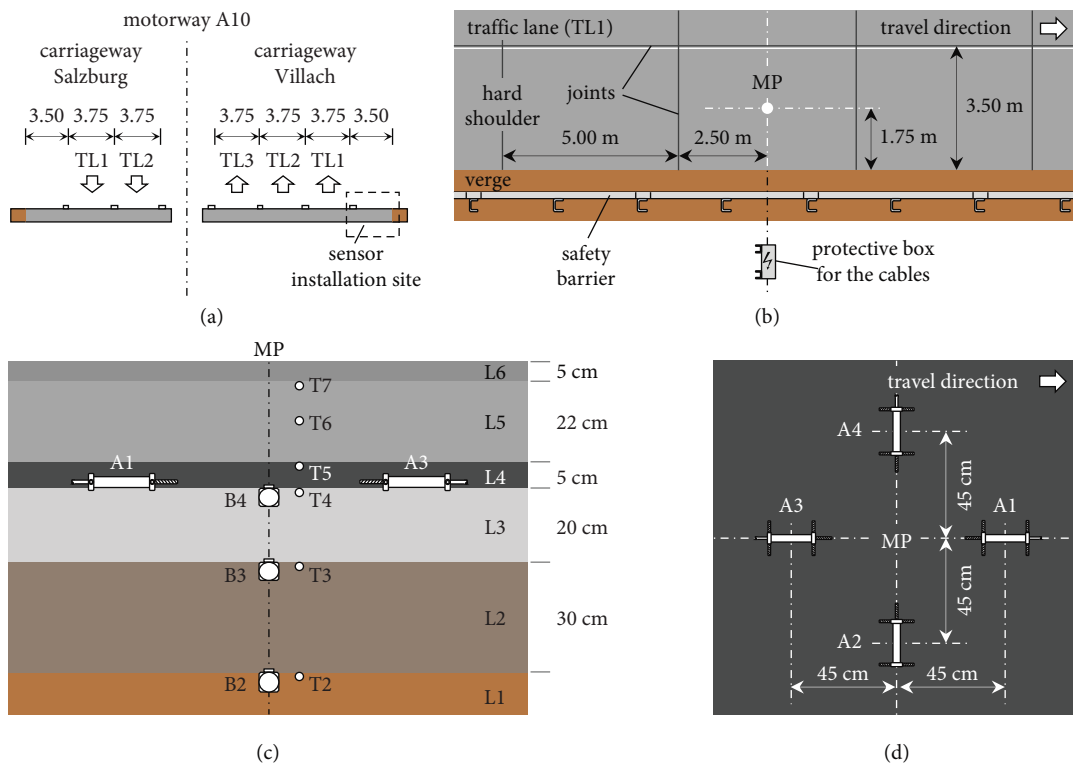 motorway A10
carriageway
Salzburg
carriageway
Villach
3.50 3.75 3.75
3.75 3.75 3.75 3.50
TL1 TL2
TL3 TL2 TL1
sensor
installation site
(a)
traffic lane (TL1)
travel direction
MP
hard
shoulder
joints
3.50 m
5.00 m
2.50 m
1.75 m
verge
safety
barrier
protective box
for the cables
(b)
MP
L6 5 cm
T7
T6
L5 22 cm
A1 T5 A3 L4 5 cm
B4 T4
L3 20 cm
B3 T3
L2 30 cm
B2 T2
L1
(c)
travel direction
A4
45 cm
A3 A1
MP
45 cm
A2
45 cm 45 cm
(d)